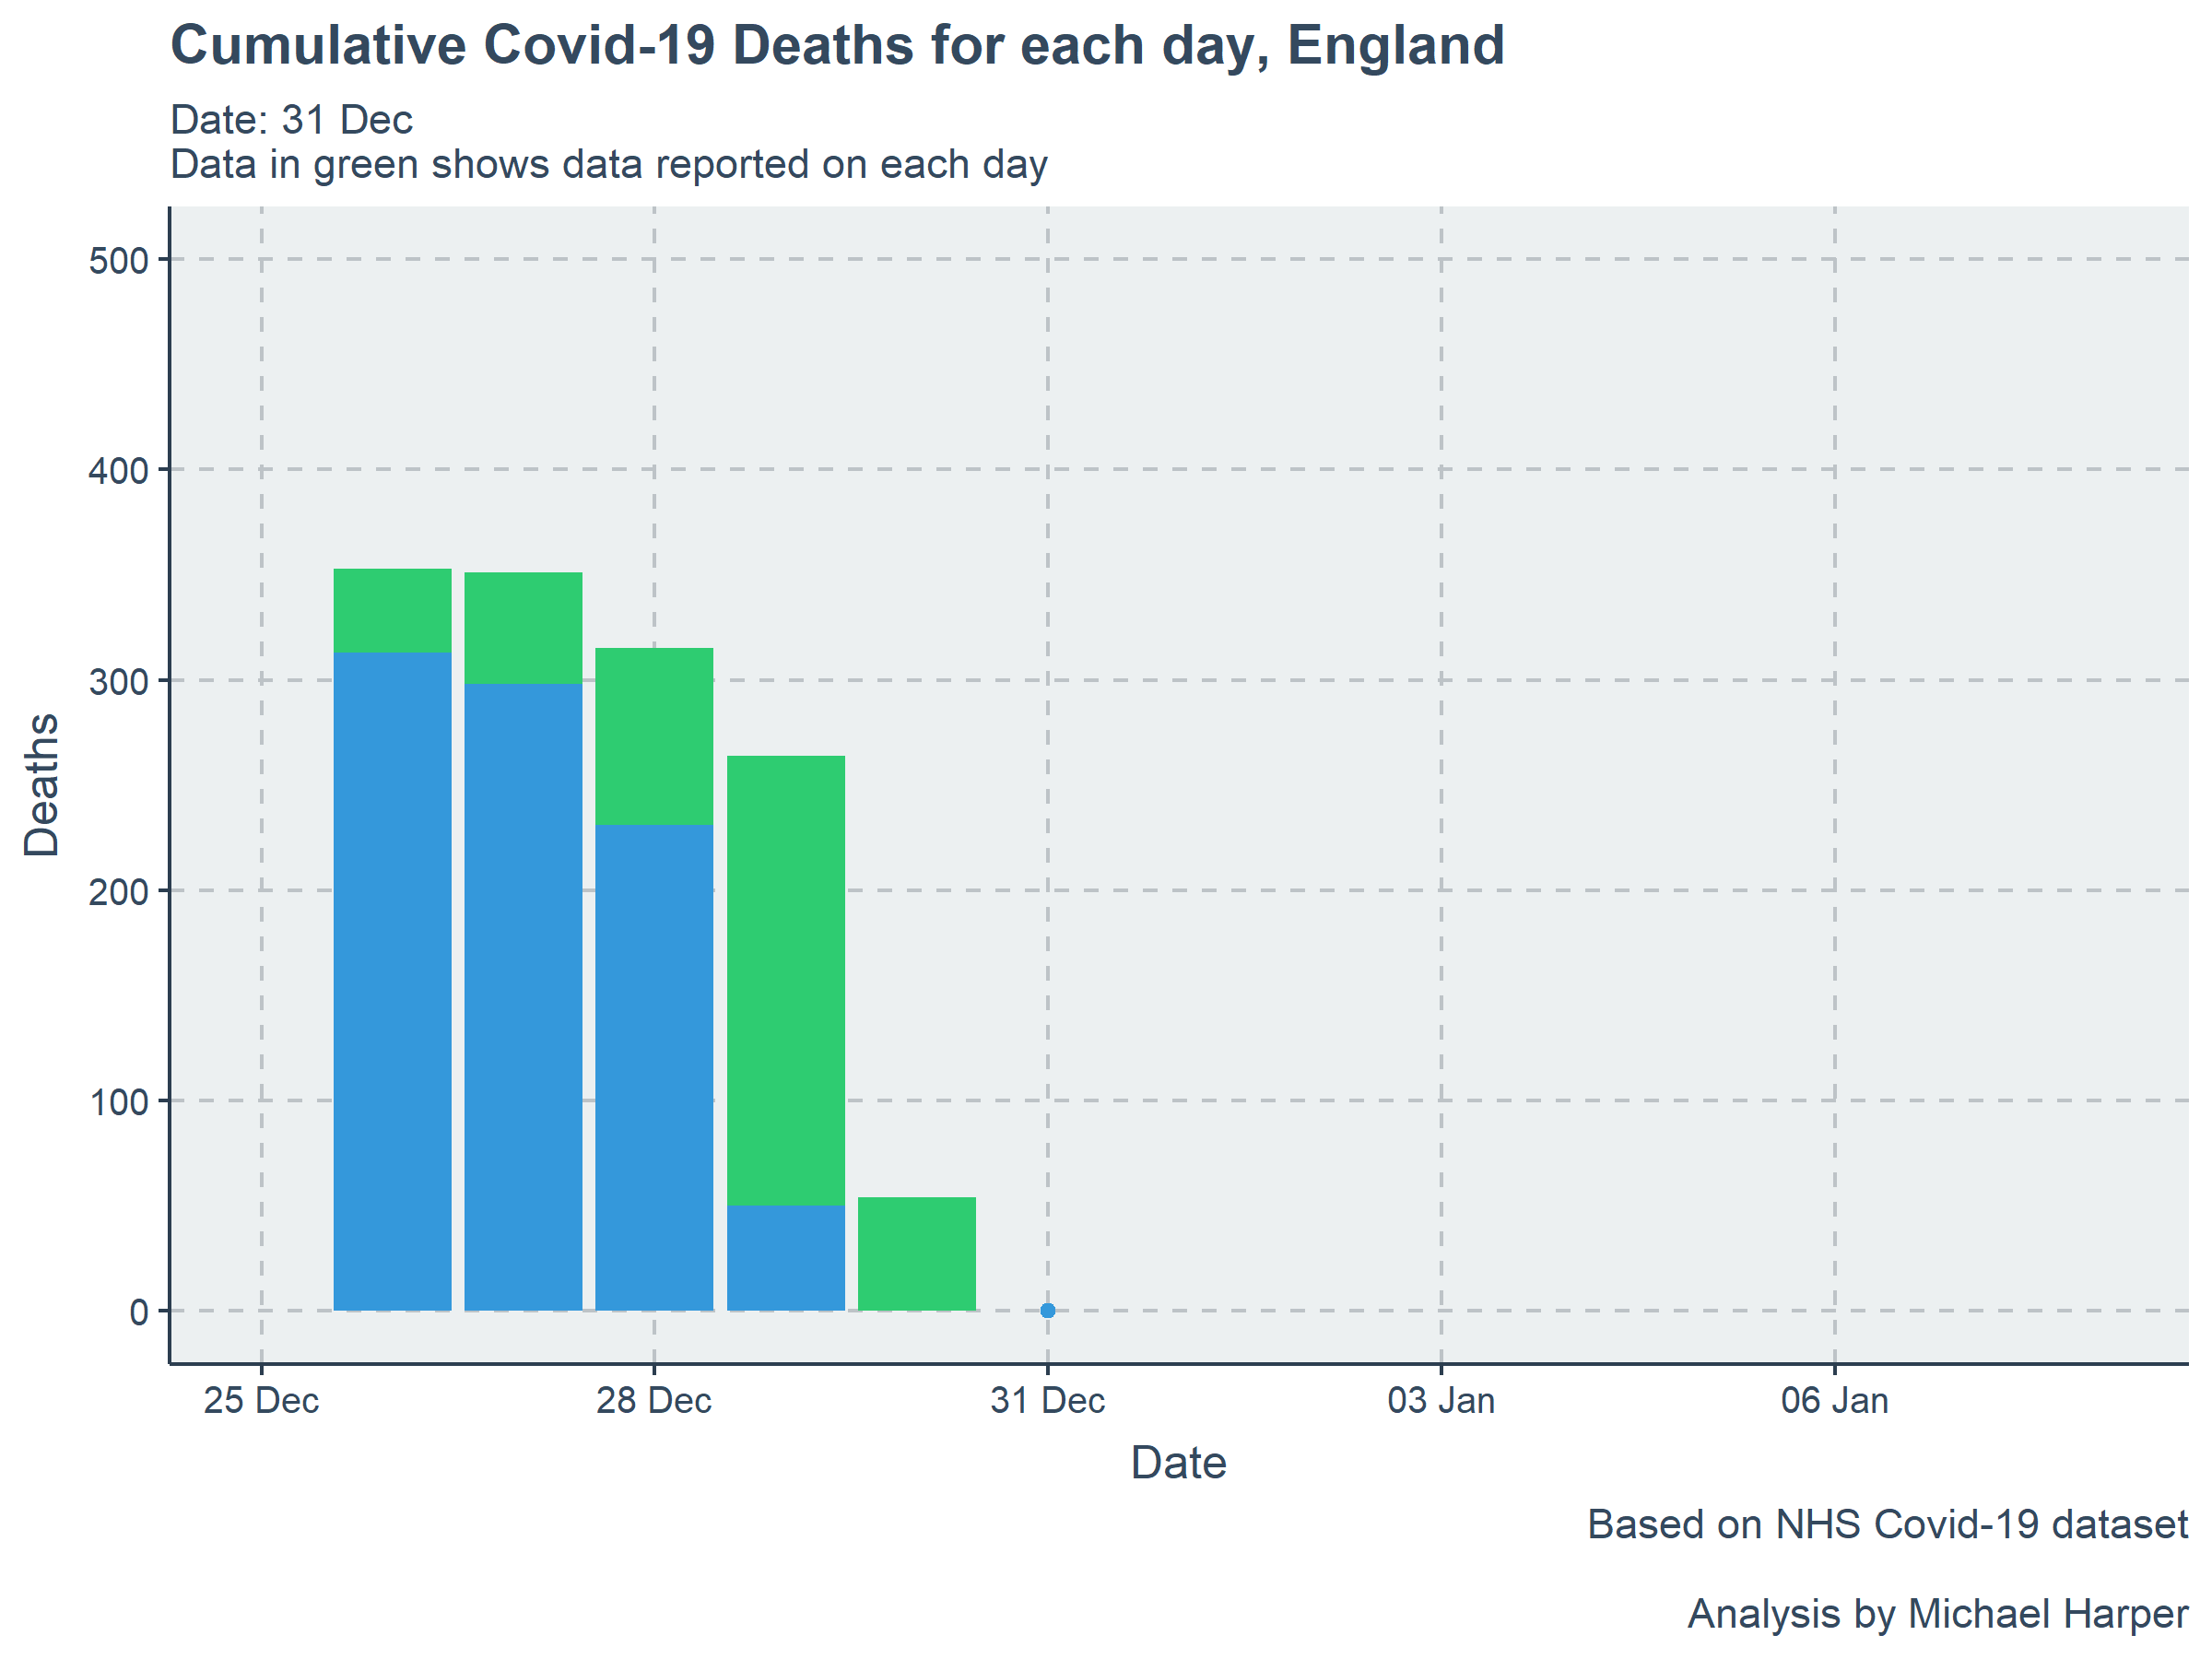 Cumulative Covid-19 Deaths for each day, England
Date: 31 Dec
Data in green shows data reported on each day
500
400
300
200
100
0
Deaths
25 Dec
28 Dec
31 Dec
03 Jan
06 Jan
Date
Based on NHS Covid-19 dataset
Analysis by Michael Harper